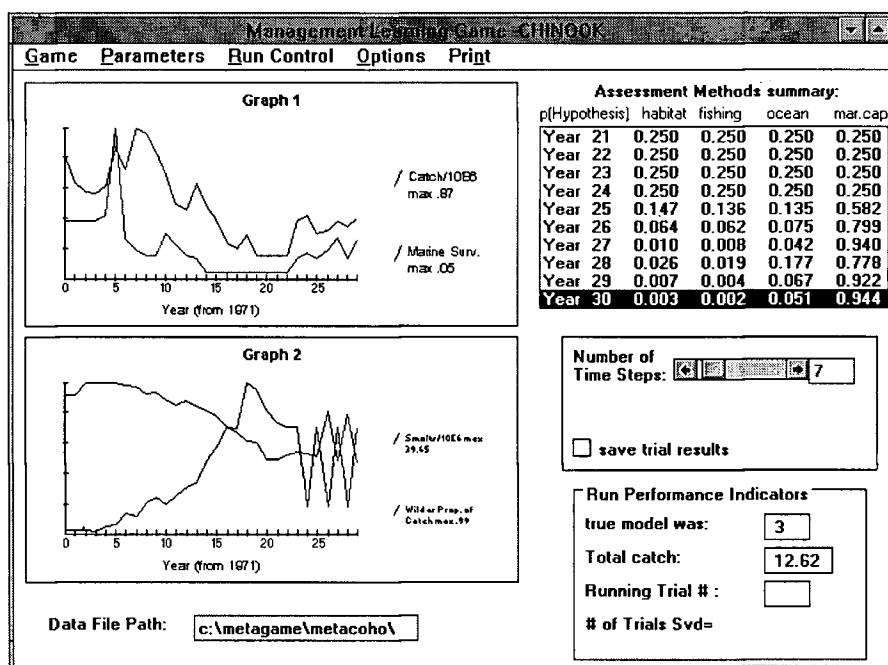 Management Learning Game -CHINOOK
Game Parameters Run Control Options Print
Graph 1
Catch/10E6
max .87
Marine Surv.
max .05
0 5 10 15 20 25
Year (from 1971)
Assessment Methods summary:
p(Hypothesis) habitat fishing ocean mar.cap
Year 21 0.250 0.250 0.250 0.250
Year 22 0.250 0.250 0.250 0.250
Year 23 0.250 0.250 0.250 0.250
Year 24 0.250 0.250 0.250 0.250
Year 25 0.147 0.136 0.135 0.582
Year 26 0.064 0.062 0.075 0.799
Year 27 0.010 0.008 0.042 0.940
Year 28 0.026 0.019 0.177 0.778
Year 29 0.007 0.004 0.067 0.922
Year 30 0.003 0.002 0.051 0.944
Graph 2
Smolts/10E6 max
39.65
Wild or Prop. of
Catch max .99
0 5 10 15 20 25
Year (from 1971)
Number of
Time Steps: 7
save trial results
Run Performance Indicators
true model was: 3
Total catch: 12.62
Running Trial # :
# of Trials Svd=
Data File Path: c:\metagame\metacoho\